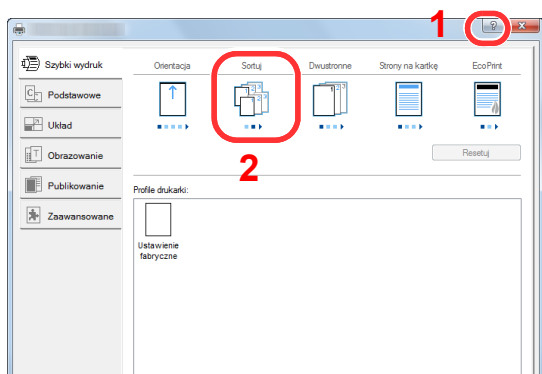 1
?
Szybki wydruk
Podstawowe
Układ
Obrazowanie
Publikowanie
Zaawansowane
Orientacja
Sortuj
Dwustronne
Strony na kartkę
EcoPrint
2
Resetuj
Profile drukarki:
Ustawienie
fabryczne